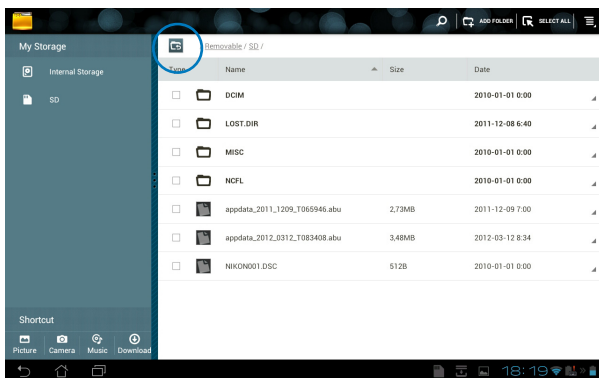 ADD FOLDER SELECT ALL
My Storage
Internal Storage
SD
Removable / SD /
Type Name Size Date
DCIM 2010-01-01 0:00
LOST.DIR 2011-12-08 6:40
MISC 2010-01-01 0:00
NCFL 2010-01-01 0:00
appdata_2011_1209_T065946.abu 2,73MB 2011-12-09 7:00
appdata_2012_0312_T083408.abu 3,48MB 2012-03-12 8:34
NIKON001.DSC 512B 2010-01-01 0:00
Shortcut
Picture Camera Music Download
18:19